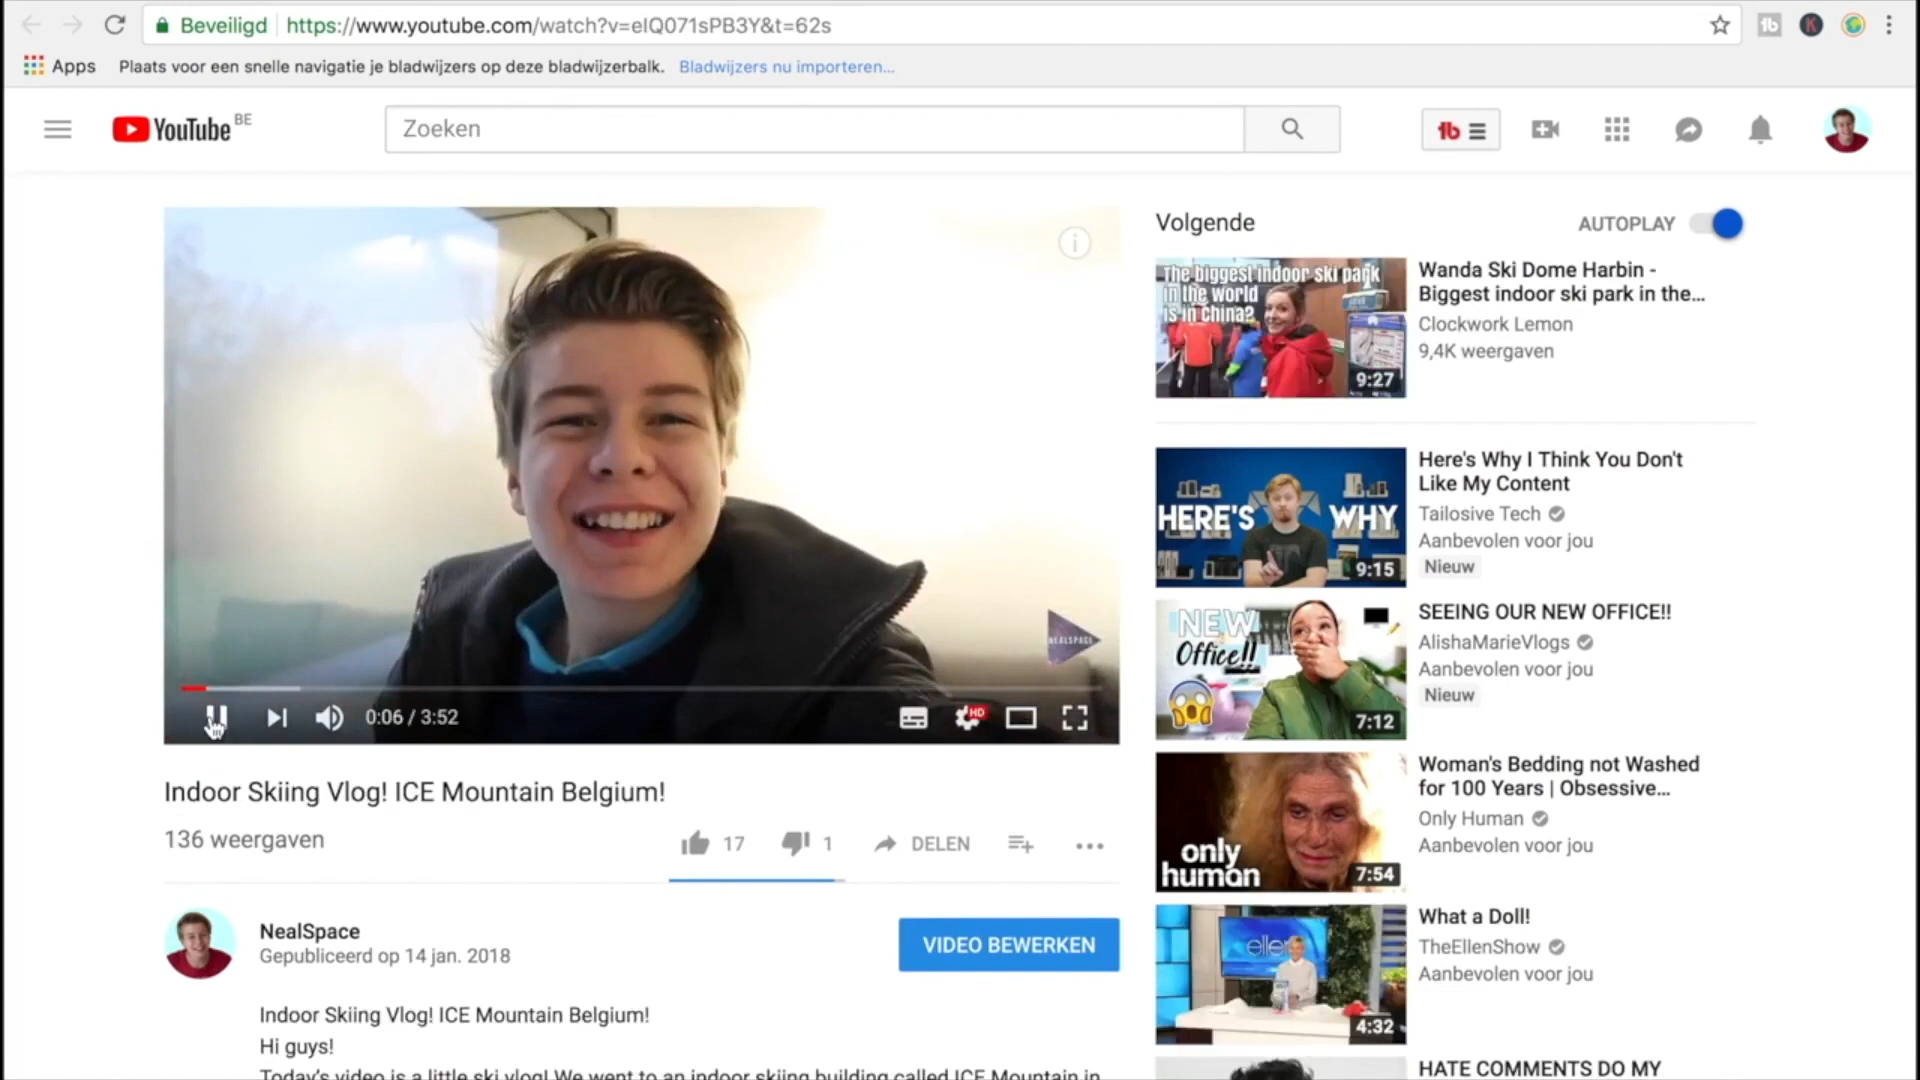 Beveiligd https://www.youtube.com/watch?v=eIQ071sPB3Y&t=62s
Apps Plaats voor een snelle navigatie je bladwijzers op deze bladwijzerbalk. Bladwijzers nu importeren...
YouTube BE
Zoeken
NEALSPACE
0:06 / 3:52
HD
Indoor Skiing Vlog! ICE Mountain Belgium!
136 weergaven
17 1 DELEN
NealSpace
Gepubliceerd op 14 jan. 2018
VIDEO BEWERKEN
Indoor Skiing Vlog! ICE Mountain Belgium!
Hi guys!
Today's video is a little ski vlog! We went to an indoor skiing building called ICE Mountain in
Volgende AUTOPLAY
The biggest indoor ski park
in the world
is in china?
9:27
Wanda Ski Dome Harbin -
Biggest indoor ski park in the...
Clockwork Lemon
9,4K weergaven
HERE'S WHY
9:15
Here's Why I Think You Don't
Like My Content
Tailosive Tech
Aanbevolen voor jou
Nieuw
NEW
Office!!
7:12
SEEING OUR NEW OFFICE!!
AlishaMarieVlogs
Aanbevolen voor jou
Nieuw
only
human
7:54
Woman's Bedding not Washed
for 100 Years | Obsessive...
Only Human
Aanbevolen voor jou
ellen
4:32
What a Doll!
TheEllenShow
Aanbevolen voor jou
HATE COMMENTS DO MY